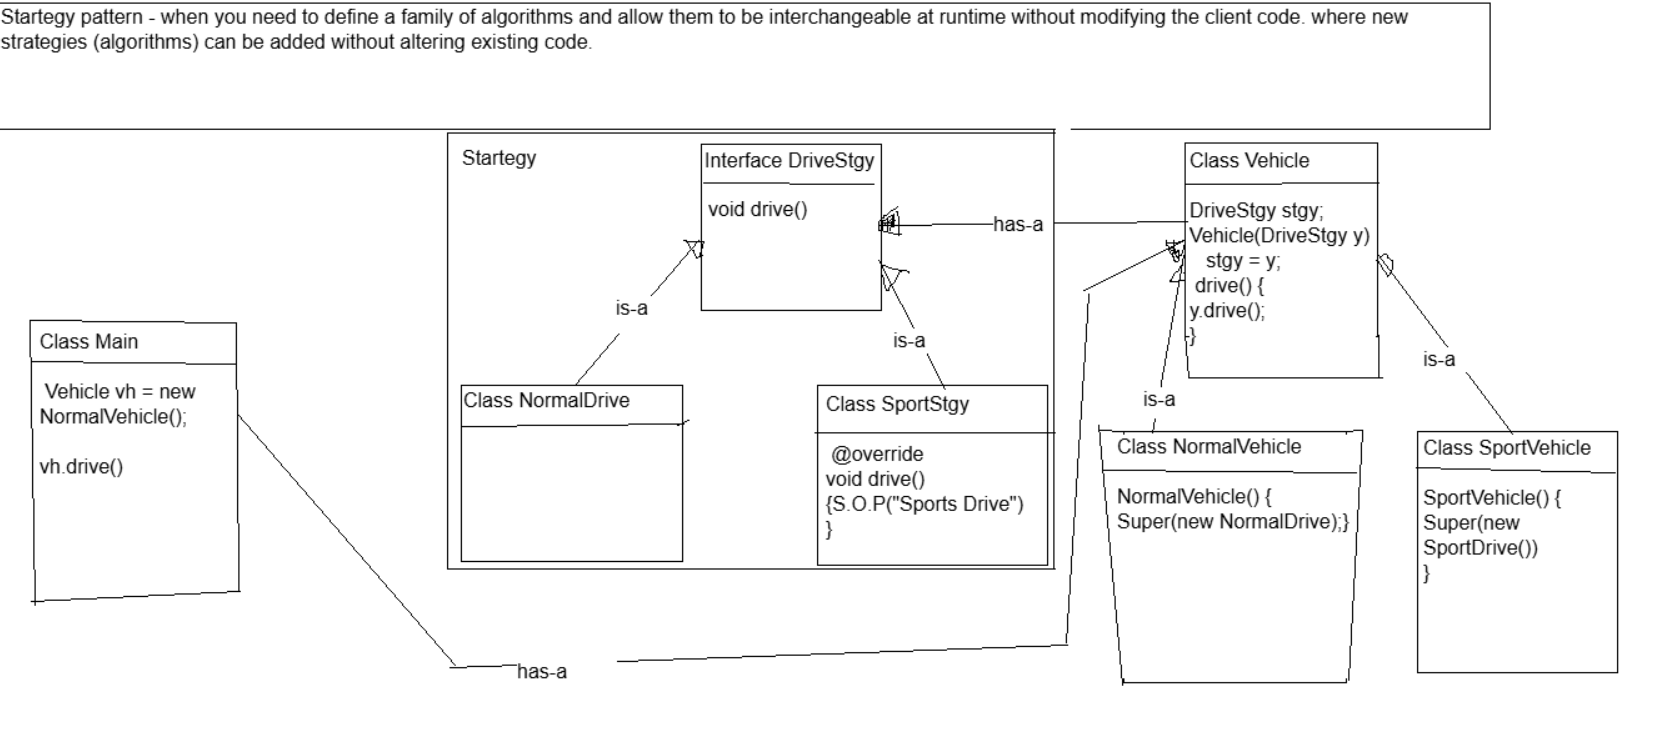 Startegy pattern - when you need to define a family of algorithms and allow them to be interchangeable at runtime without modifying the client code. where new
strategies (algorithms) can be added without altering existing code.
Startegy
Interface DriveStgy
void drive()
has-a
Class Vehicle
DriveStgy stgy;
Vehicle(DriveStgy y)
stgy = y;
drive() {
y.drive();
}
is-a
is-a
is-a
is-a
Class Main
Vehicle vh = new
NormalVehicle();
vh.drive()
Class NormalDrive
Class SportStgy
@override
void drive()
{S.O.P("Sports Drive")
}
Class NormalVehicle
NormalVehicle() {
Super(new NormalDrive);}
Class SportVehicle
SportVehicle() {
Super(new
SportDrive())
}
has-a